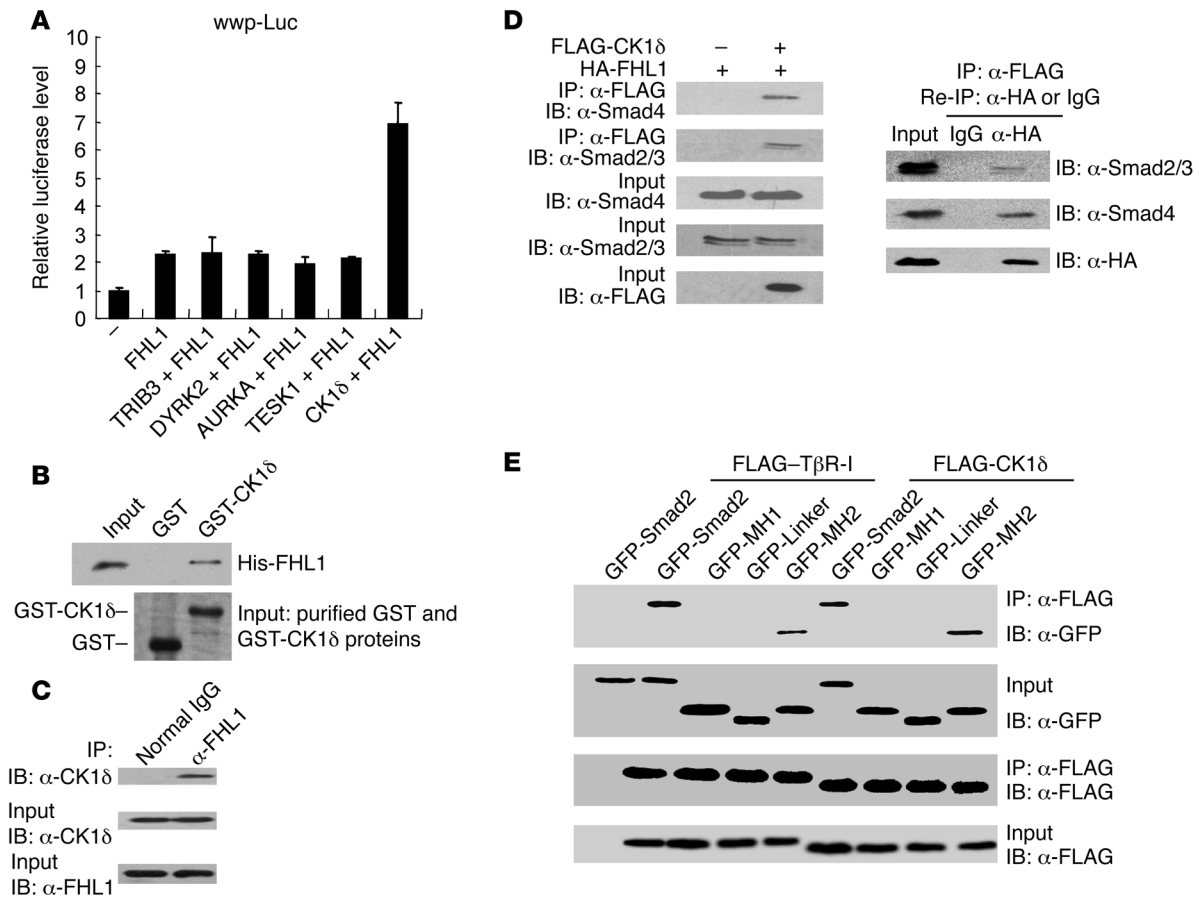 A
wwp-Luc
Relative luciferase level
10
9
8
7
6
5
4
3
2
1
0
–
FHL1
TRIB3 + FHL1
DYRK2 + FHL1
AURKA + FHL1
TESK1 + FHL1
CK1δ + FHL1
B
Input
GST
GST-CK1δ
His-FHL1
GST-CK1δ–
GST–
Input: purified GST and
GST-CK1δ proteins
C
IP:
Normal IgG
α-FHL1
IB: α-CK1δ
Input
IB: α-CK1δ
Input
IB: α-FHL1
D
FLAG-CK1δ – +
HA-FHL1 + +
IP: α-FLAG
IB: α-Smad4
IP: α-FLAG
IB: α-Smad2/3
Input
IB: α-Smad4
Input
IB: α-Smad2/3
Input
IB: α-FLAG
IP: α-FLAG
Re-IP: α-HA or IgG
Input IgG α-HA
IB: α-Smad2/3
IB: α-Smad4
IB: α-HA
E
FLAG–TβR-I
FLAG-CK1δ
GFP-Smad2
GFP-Smad2
GFP-MH1
GFP-Linker
GFP-MH2
GFP-Smad2
GFP-MH1
GFP-Linker
GFP-MH2
IP: α-FLAG
IB: α-GFP
Input
IB: α-GFP
IP: α-FLAG
IB: α-FLAG
Input
IB: α-FLAG